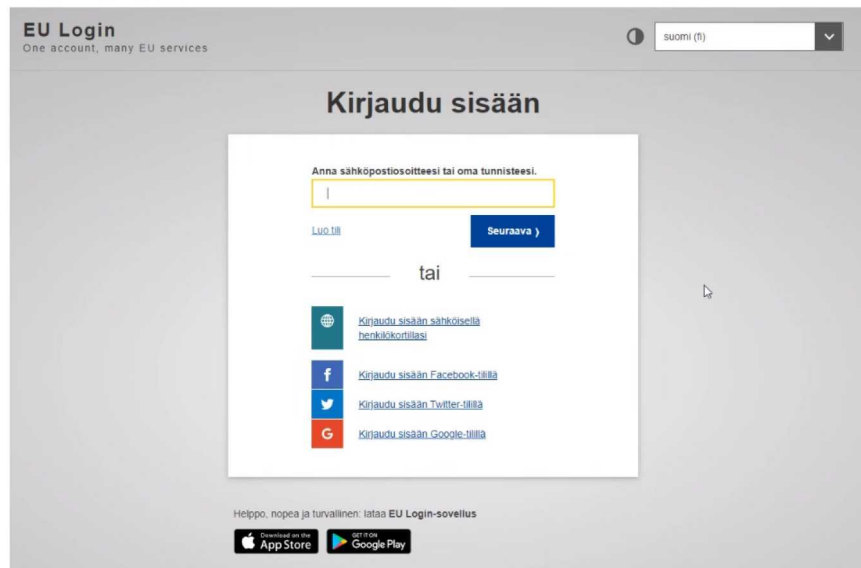 EU Login
One account, many EU services
suomi (fi)
Kirjaudu sisään
Anna sähköpostiosoitteesi tai oma tunnisteesi.
Luo tili
Seuraava ⟩
tai
Kirjaudu sisään sähköisellä
henkilökortillasi
f
Kirjaudu sisään Facebook-tilillä
Kirjaudu sisään Twitter-tilillä
G
Kirjaudu sisään Google-tilillä
Helppo, nopea ja turvallinen: lataa EU Login-sovellus
Download on the
App Store
GET IT ON
Google Play